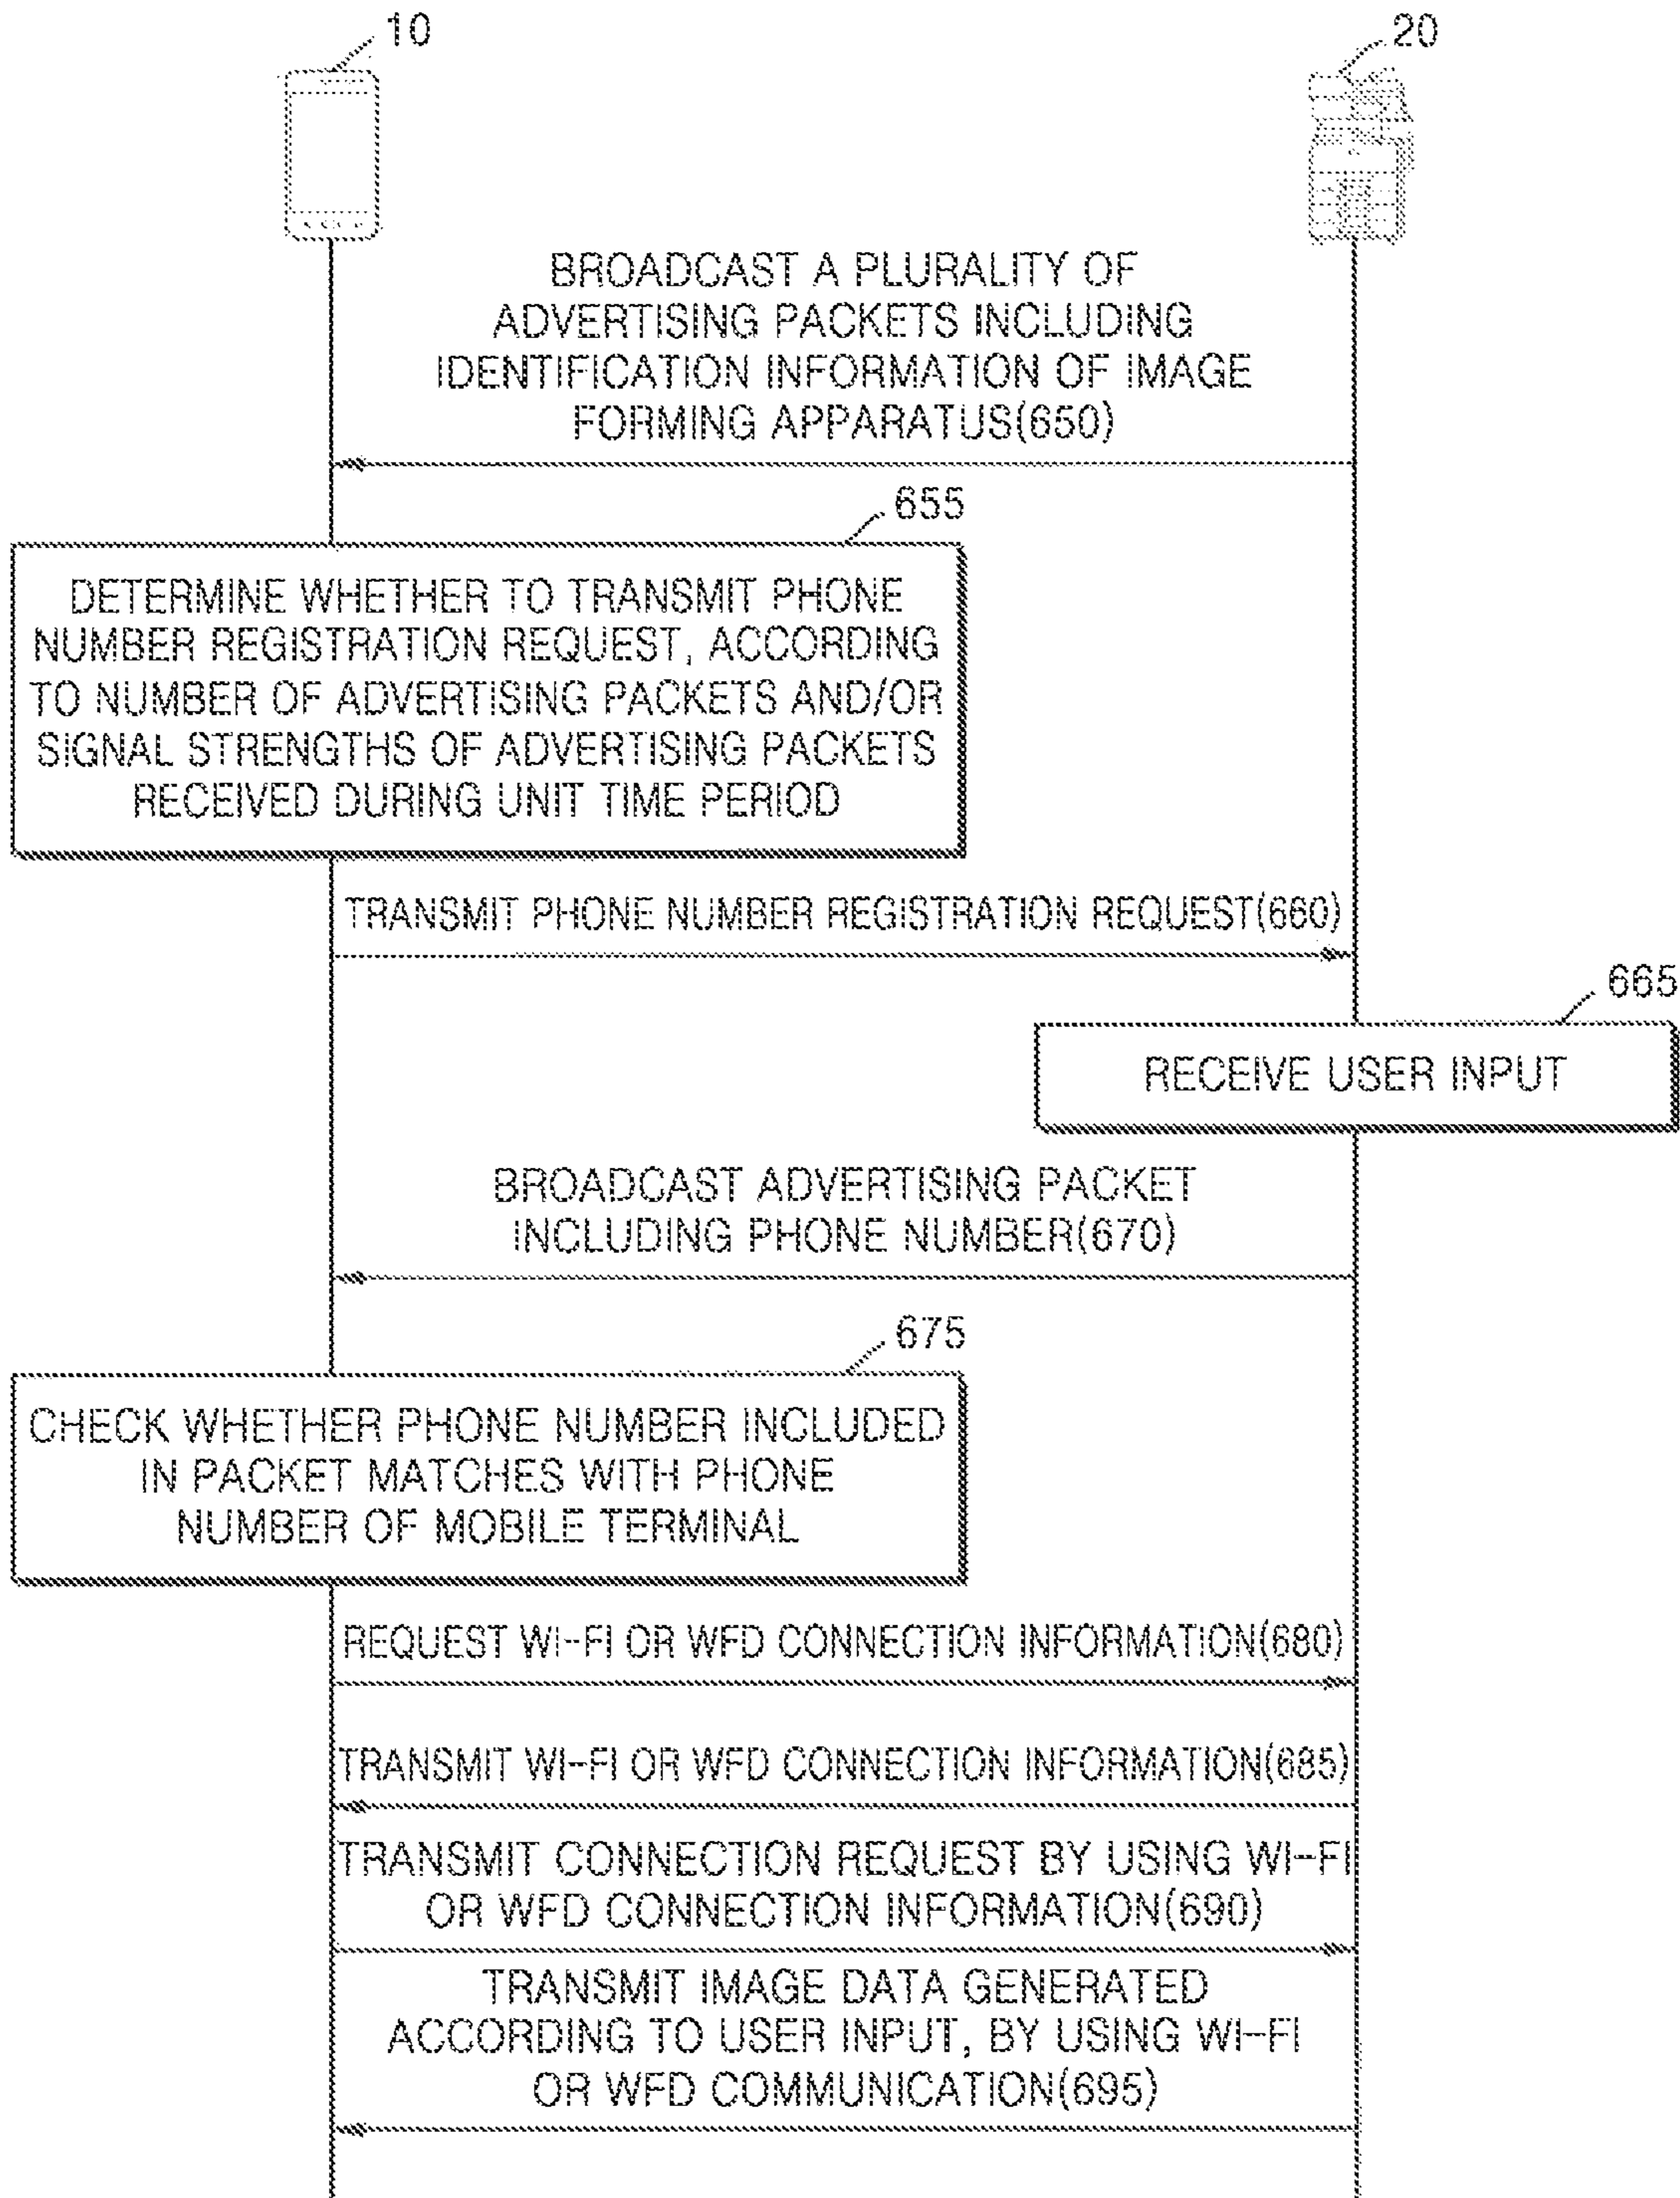 10
20
BROADCAST A PLURALITY OF
ADVERTISING PACKETS INCLUDING
IDENTIFICATION INFORMATION OF IMAGE
FORMING APPARATUS(650)
655
DETERMINE WHETHER TO TRANSMIT PHONE
NUMBER REGISTRATION REQUEST, ACCORDING
TO NUMBER OF ADVERTISING PACKETS AND/OR
SIGNAL STRENGTHS OF ADVERTISING PACKETS
RECEIVED DURING UNIT TIME PERIOD
TRANSMIT PHONE NUMBER REGISTRATION REQUEST(660)
665
RECEIVE USER INPUT
BROADCAST ADVERTISING PACKET
INCLUDING PHONE NUMBER(670)
675
CHECK WHETHER PHONE NUMBER INCLUDED
IN PACKET MATCHES WITH PHONE
NUMBER OF MOBILE TERMINAL
REQUEST WI-FI OR WFD CONNECTION INFORMATION(680)
TRANSMIT WI-FI OR WFD CONNECTION INFORMATION(685)
TRANSMIT CONNECTION REQUEST BY USING WI-FI
OR WFD CONNECTION INFORMATION(690)
TRANSMIT IMAGE DATA GENERATED
ACCORDING TO USER INPUT, BY USING WI-FI
OR WFD COMMUNICATION(695)